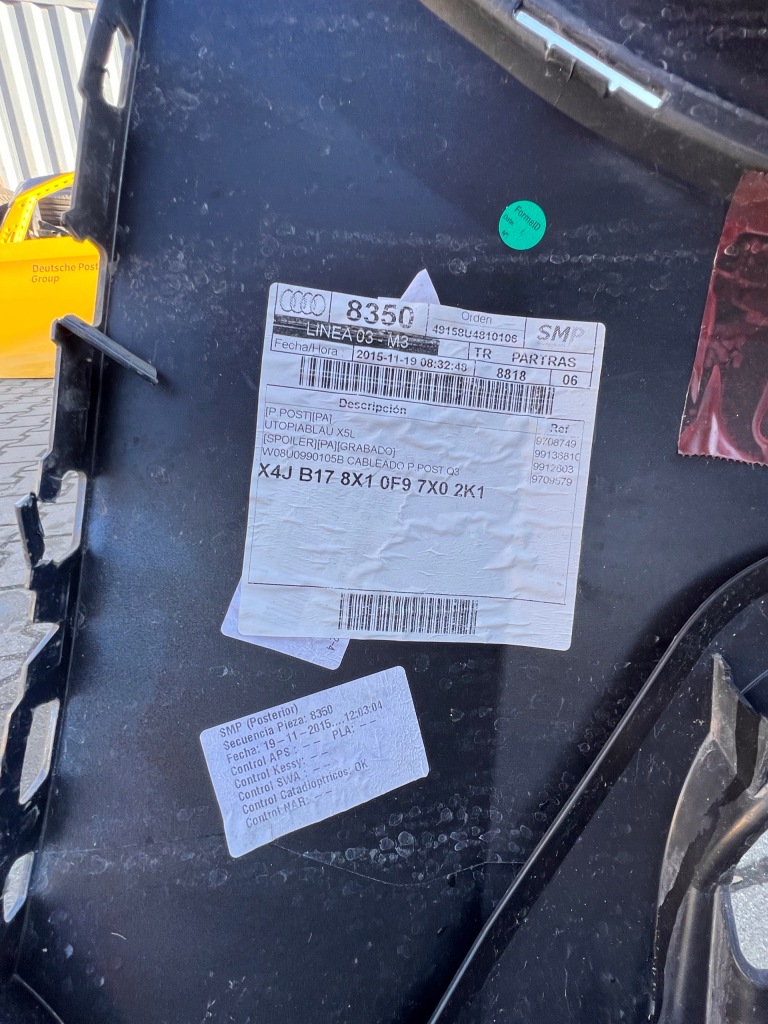 Deutsche Post
Group
FormelD
8350
Orden
49158U4810106
SMP
LINEA 03 - M3
TR PARTRAS
Fecha/Hora 2015-11-19 08:32:48
8818 06
Descripción Ref
[P.POST][PA] 9708749
UTOPIABLAU X5L
[SPOILER][PA][GRABADO]
W08U0990105B CABLEADO P.POST Q3
X4J B17 8X1 0F9 7X0 2K1
SMP (Posterior)
Secuencia Pieza: 8350
Fecha: 19-11-2015....12:03:04
Control APS : -- PLA: --
Control Kessy: --
Control SWA : --
Control Catadioptricos: OK
Control HAR: --